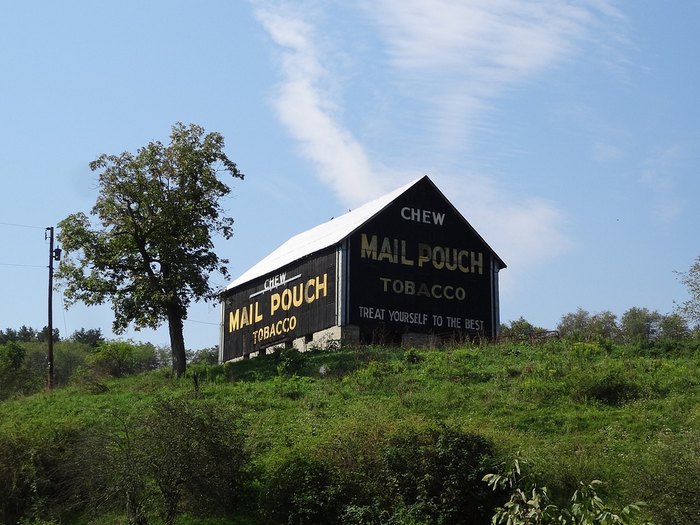 CHEW
MAIL POUCH
TOBACCO
CHEW
MAIL POUCH
TOBACCO
TREAT YOURSELF TO THE BEST